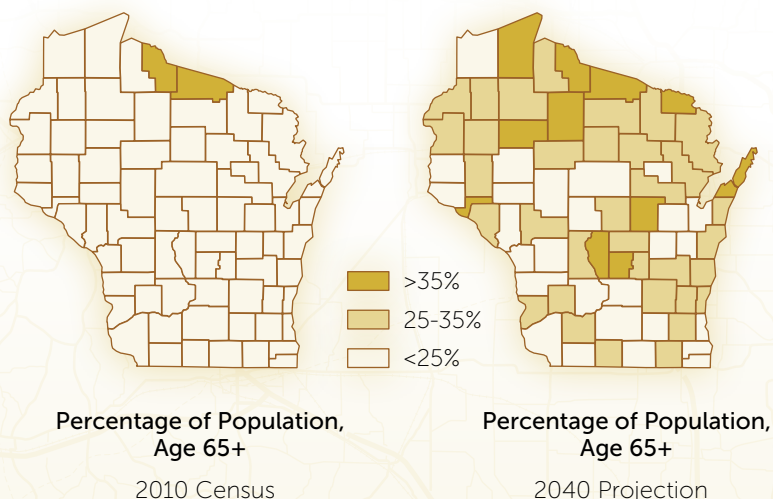 >35%
25-35%
<25%
Percentage of Population,
Age 65+
2010 Census
Percentage of Population,
Age 65+
2040 Projection